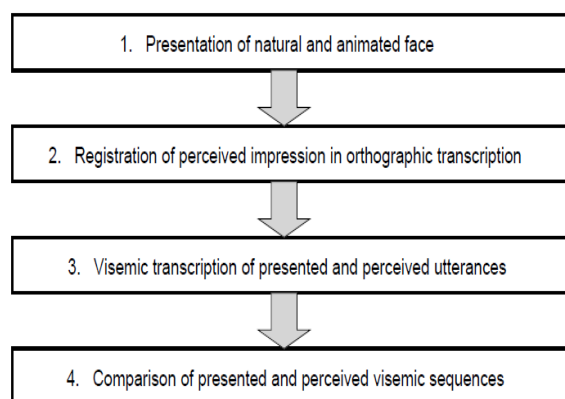 1. Presentation of natural and animated face
2. Registration of perceived impression in orthographic transcription
3. Visemic transcription of presented and perceived utterances
4. Comparison of presented and perceived visemic sequences